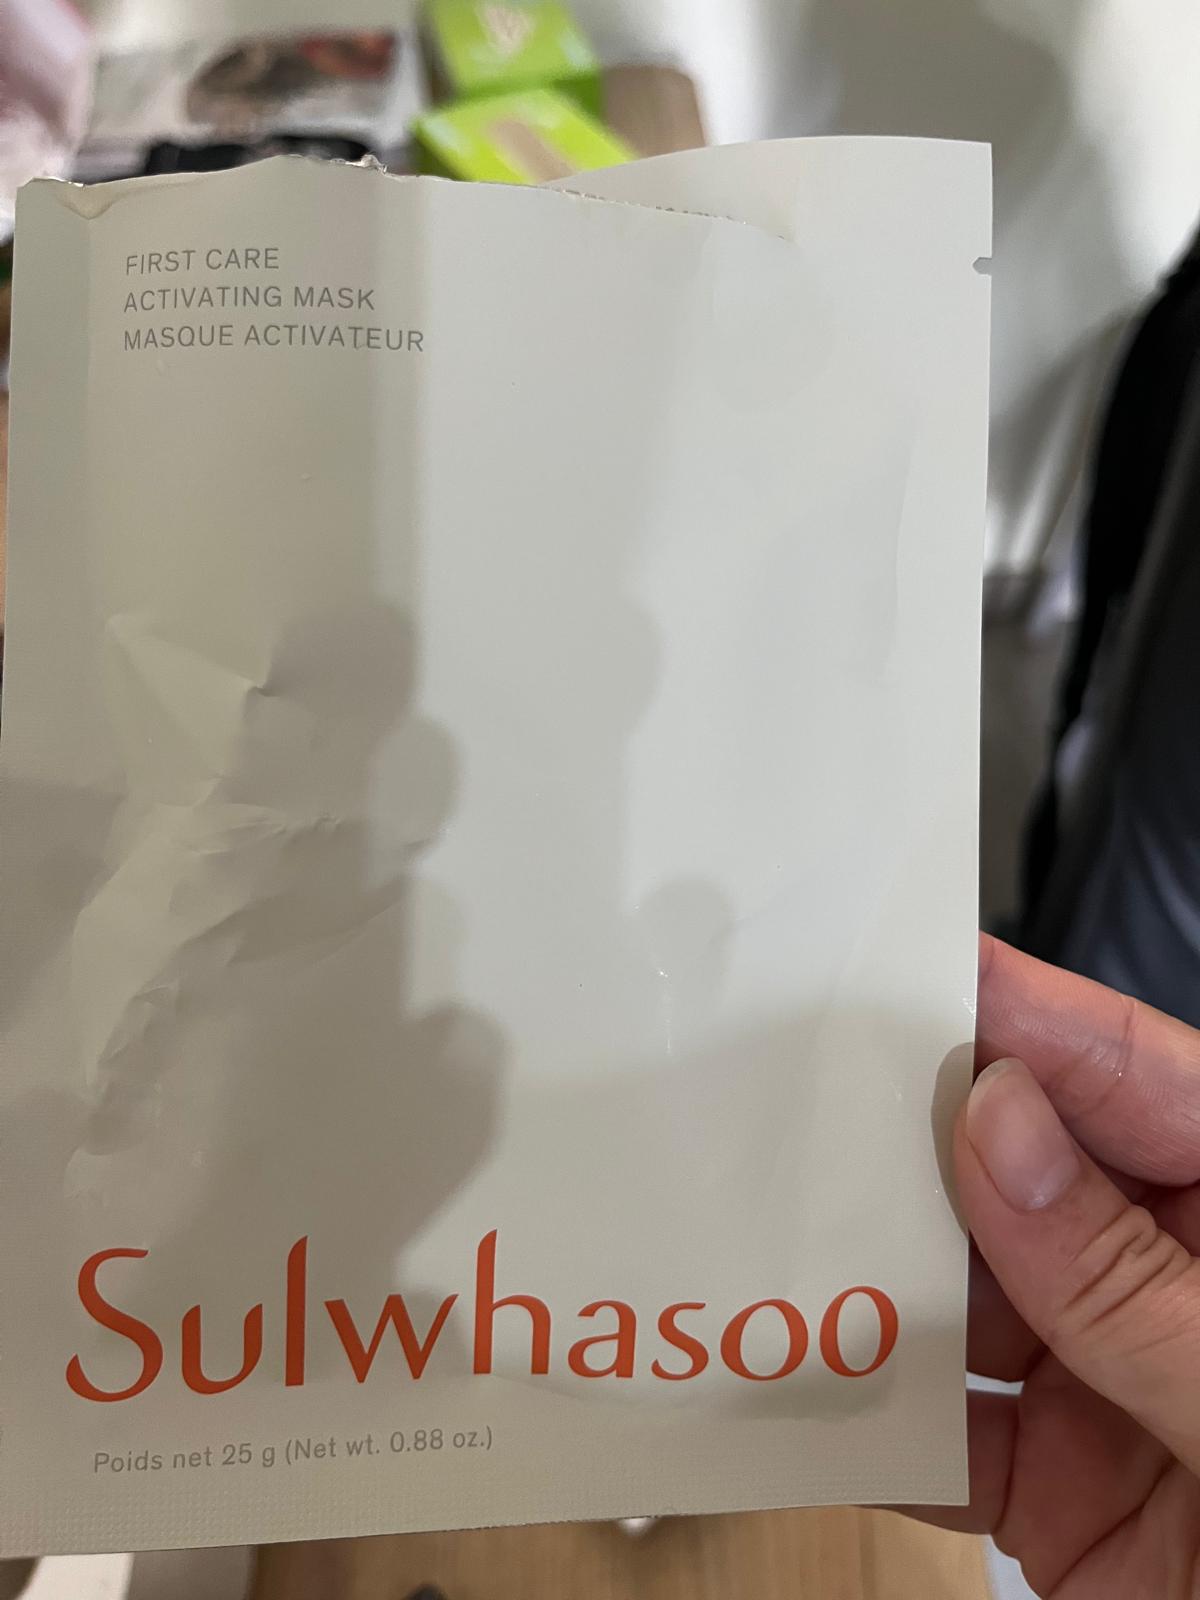 FIRST CARE
ACTIVATING MASK
MASQUE ACTIVATEUR
Sulwhasoo
Poids net 25 g (Net wt. 0.88 oz.)